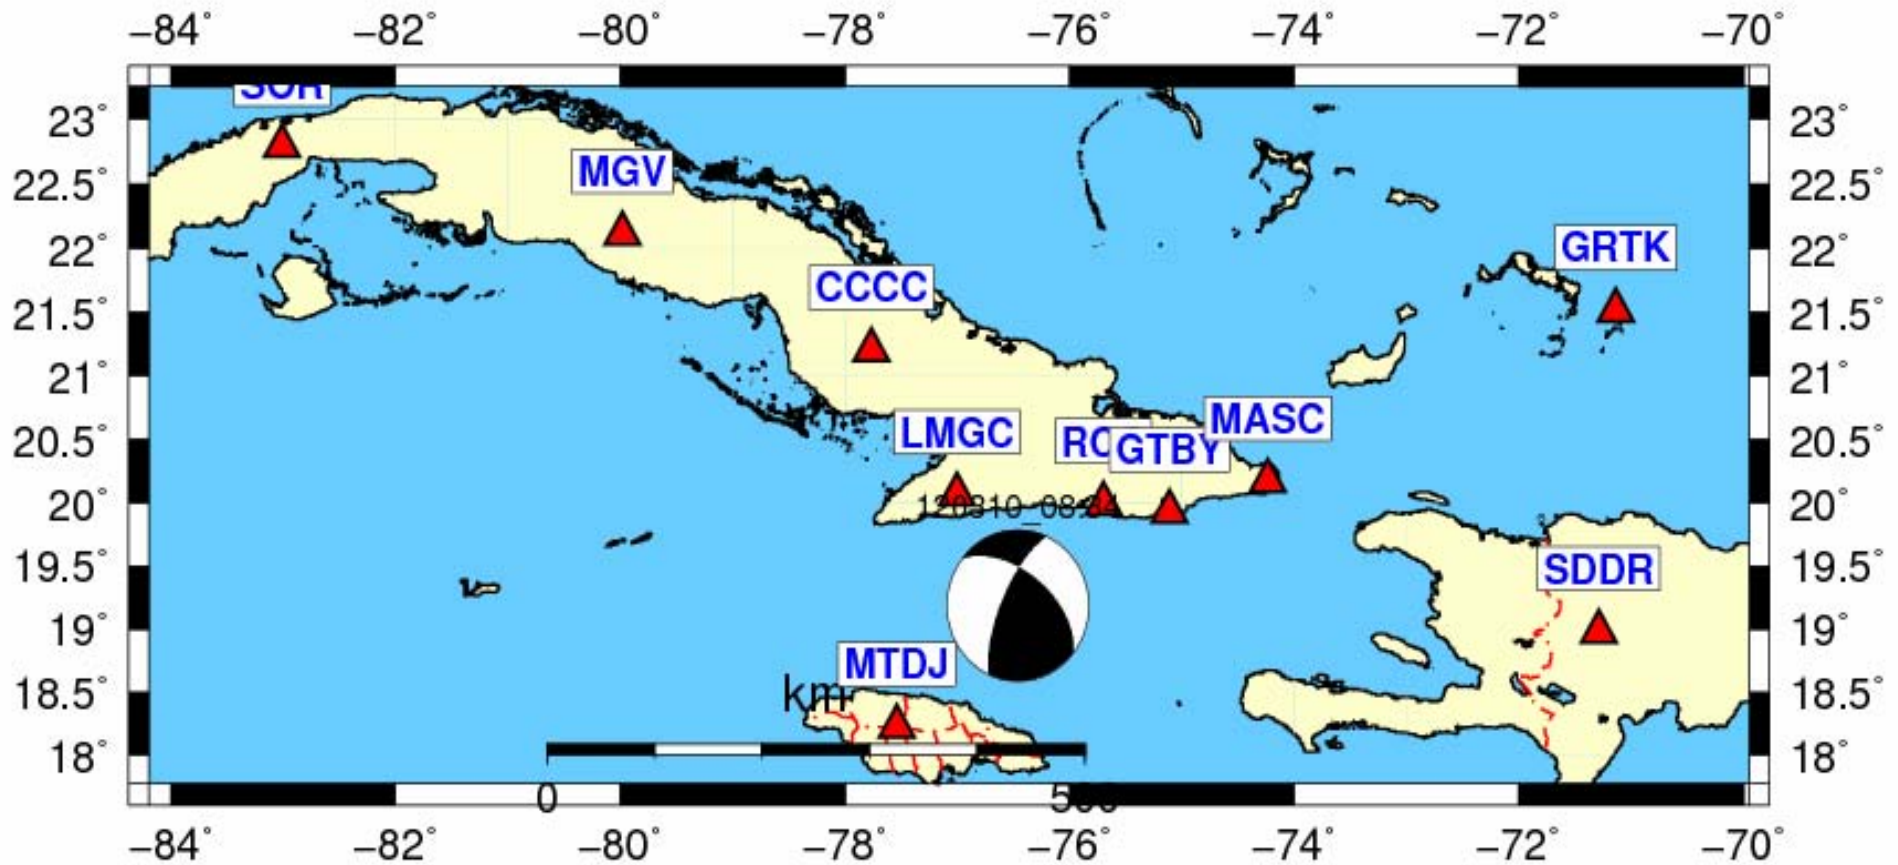 −84° −82° −80° −78° −76° −74° −72° −70°
SOR
23° 23°
MGV
22.5° 22.5°
22° GRTK 22°
CCCC
21.5° 21.5°
21° 21°
MASC
LMGC GTBY
20.5° 20.5°
20° 20°
19.5° SDDR 19.5°
19° 19°
MTDJ
18.5° km 18.5°
18° 18°
0 500
−84° −82° −80° −78° −76° −74° −72° −70°